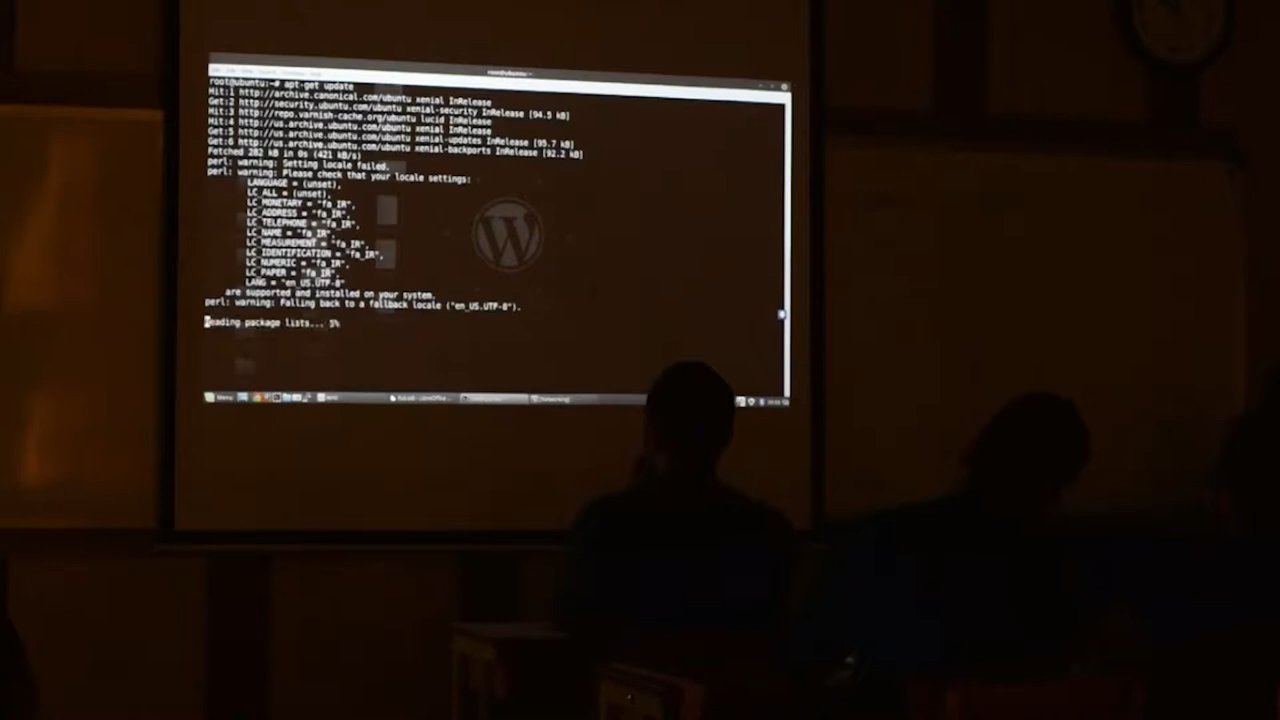 root@ubuntu:~
root@ubuntu:~# apt-get update
Hit:1 http://archive.canonical.com/ubuntu xenial InRelease
Get:2 http://security.ubuntu.com/ubuntu xenial-security InRelease [94.5 kB]
Hit:3 http://repo.varnish-cache.org/ubuntu lucid InRelease
Hit:4 http://us.archive.ubuntu.com/ubuntu xenial InRelease
Get:5 http://us.archive.ubuntu.com/ubuntu xenial-updates InRelease [95.7 kB]
Get:6 http://us.archive.ubuntu.com/ubuntu xenial-backports InRelease [92.2 kB]
Fetched 282 kB in 0s (421 kB/s)
perl: warning: Setting locale failed.
perl: warning: Please check that your locale settings:
LANGUAGE = (unset),
LC_ALL = (unset),
LC_MONETARY = "fa_IR",
LC_ADDRESS = "fa_IR",
LC_TELEPHONE = "fa_IR",
LC_NAME = "fa_IR",
LC_MEASUREMENT = "fa_IR",
LC_IDENTIFICATION = "fa_IR",
LC_NUMERIC = "fa_IR",
LC_PAPER = "fa_IR",
LANG = "en_US.UTF-8"
are supported and installed on your system.
perl: warning: Falling back to a fallback locale ("en_US.UTF-8").
Reading package lists... 5%
Menu